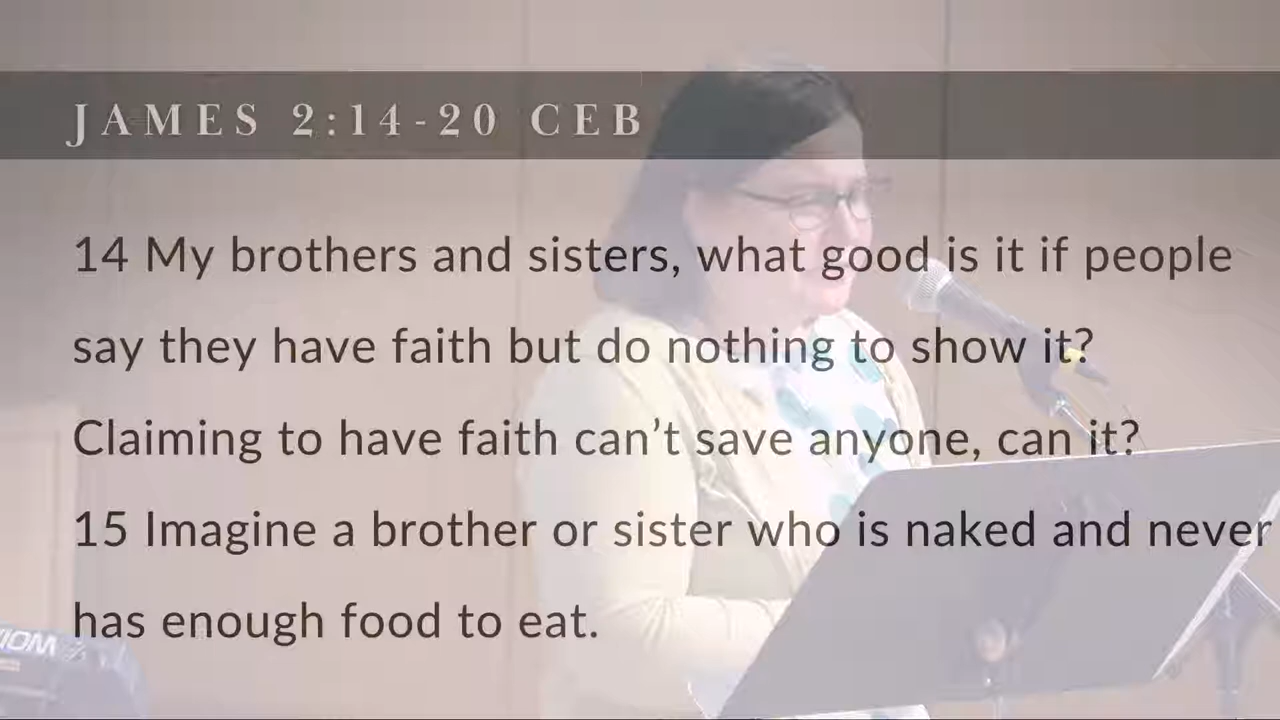 JAMES 2:14-20 CEB
14 My brothers and sisters, what good is it if people
say they have faith but do nothing to show it?
Claiming to have faith can’t save anyone, can it?
15 Imagine a brother or sister who is naked and never
has enough food to eat.